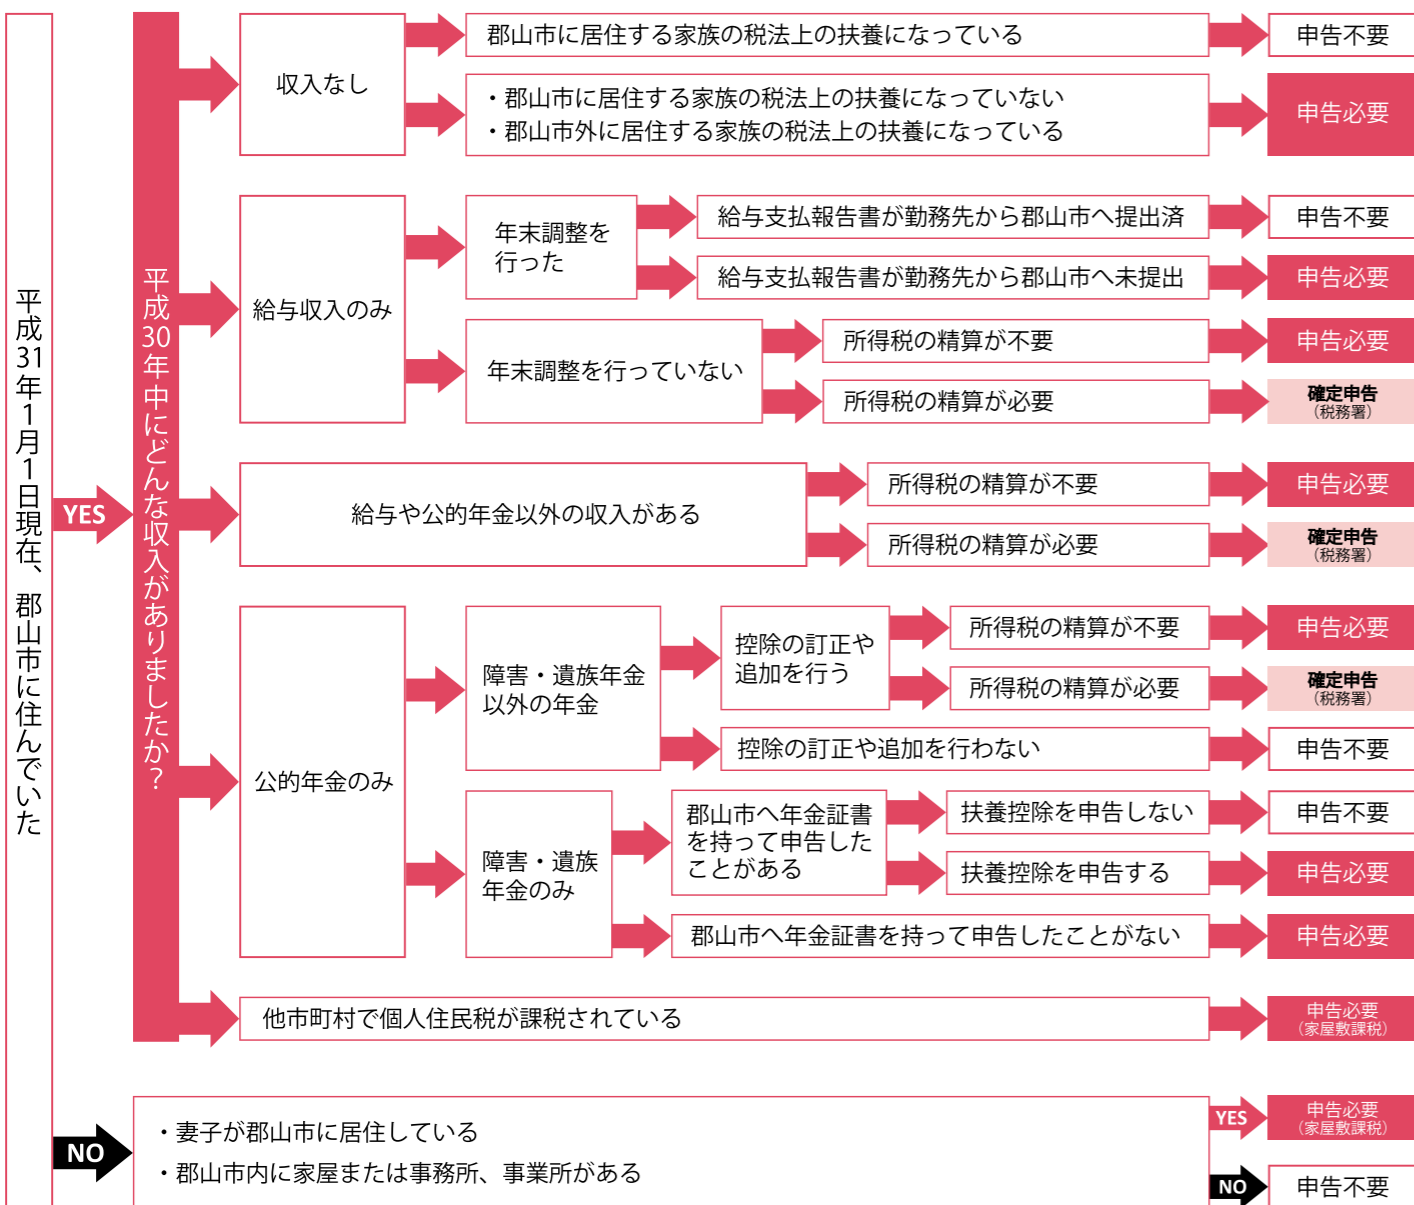 平成31年1月1日現在、郡山市に住んでいた
YES
平成30年中にどんな収入がありましたか？
収入なし
郡山市に居住する家族の税法上の扶養になっている
申告不要
・郡山市に居住する家族の税法上の扶養になっていない
・郡山市外に居住する家族の税法上の扶養になっている
申告必要
給与収入のみ
年末調整を
行った
給与支払報告書が勤務先から郡山市へ提出済
申告不要
給与支払報告書が勤務先から郡山市へ未提出
申告必要
年末調整を行っていない
所得税の精算が不要
申告必要
所得税の精算が必要
確定申告
（税務署）
給与や公的年金以外の収入がある
所得税の精算が不要
申告必要
所得税の精算が必要
確定申告
（税務署）
公的年金のみ
障害・遺族年金
以外の年金
控除の訂正や
追加を行う
所得税の精算が不要
申告必要
所得税の精算が必要
確定申告
（税務署）
控除の訂正や追加を行わない
申告不要
障害・遺族
年金のみ
郡山市へ年金証書
を持って申告した
ことがある
扶養控除を申告しない
申告不要
扶養控除を申告する
申告必要
郡山市へ年金証書を持って申告したことがない
申告必要
他市町村で個人住民税が課税されている
申告必要
（家屋敷課税）
NO
・妻子が郡山市に居住している
・郡山市内に家屋または事務所、事業所がある
YES
申告必要
（家屋敷課税）
NO
申告不要